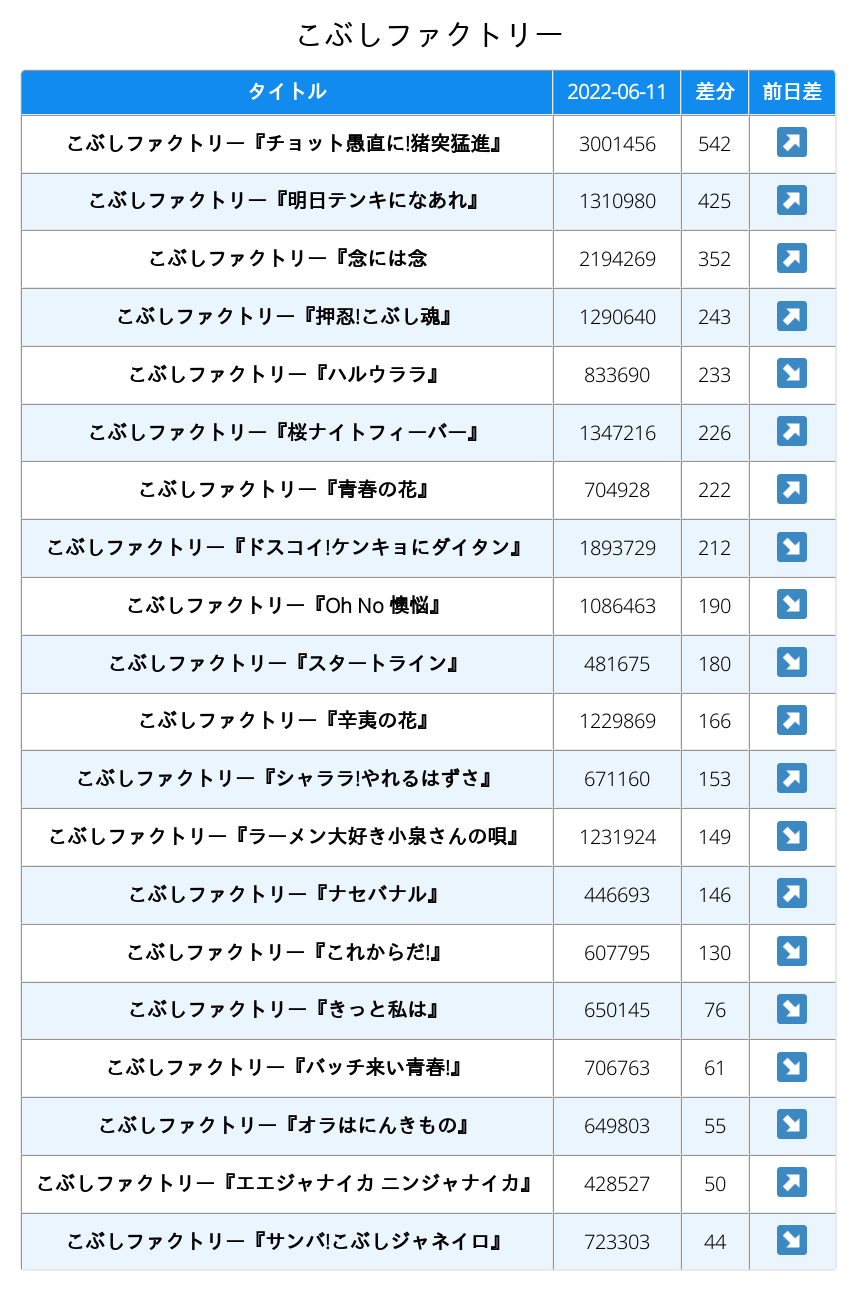 こぶしファクトリー
タイトル 2022-06-11 差分 前日差
こぶしファクトリー『チョット愚直に!猪突猛進』 3001456 542
こぶしファクトリー『明日テンキになあれ』 1310980 425
こぶしファクトリー『念には念 2194269 352
こぶしファクトリー『押忍!こぶし魂』 1290640 243
こぶしファクトリー『ハルウララ』 833690 233
こぶしファクトリー『桜ナイトフィーバー』 1347216 226
こぶしファクトリー『青春の花』 704928 222
こぶしファクトリー『ドスコイ!ケンキョにダイタン』 1893729 212
こぶしファクトリー『Oh No 懊悩』 1086463 190
こぶしファクトリー『スタートライン』 481675 180
こぶしファクトリー『辛夷の花』 1229869 166
こぶしファクトリー『シャララ!やれるはずさ』 671160 153
こぶしファクトリー『ラーメン大好き小泉さんの唄』 1231924 149
こぶしファクトリー『ナセバナル』 446693 146
こぶしファクトリー『これからだ!』 607795 130
こぶしファクトリー『きっと私は』 650145 76
こぶしファクトリー『バッチ来い青春!』 706763 61
こぶしファクトリー『オラはにんきもの』 649803 55
こぶしファクトリー『エエジャナイカ ニンジャナイカ』 428527 50
こぶしファクトリー『サンバ!こぶしジャネイロ』 723303 44